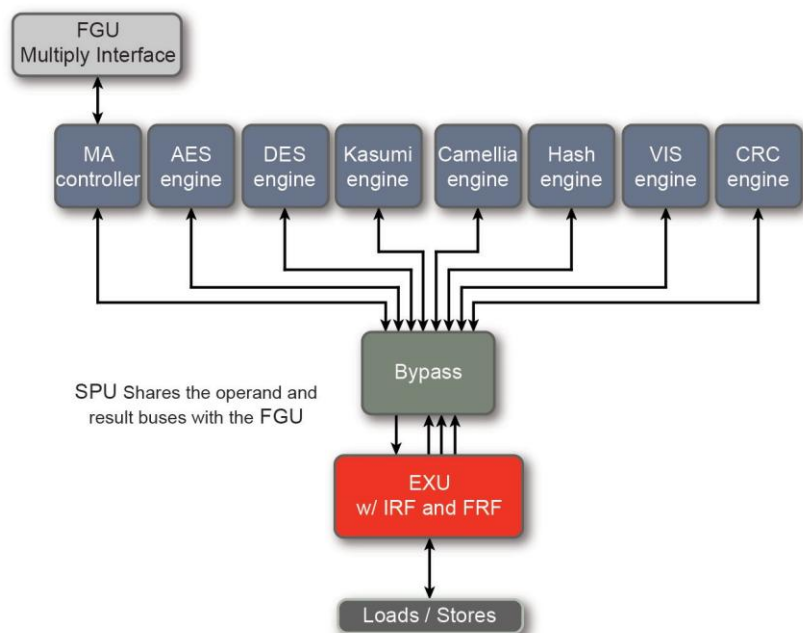 FGU
Multiply Interface
MA
controller
AES
engine
DES
engine
Kasumi
engine
Camellia
engine
Hash
engine
VIS
engine
CRC
engine
Bypass
SPU Shares the operand and
result buses with the FGU
EXU
w/ IRF and FRF
Loads / Stores